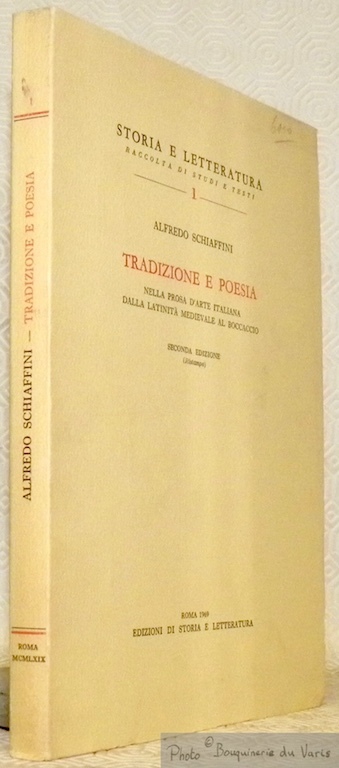 ALFREDO SCHIAFFINI — TRADIZIONE E POESIA
ROMA
MCMLXIX
STORIA E LETTERATURA
RACCOLTA DI STUDI E TESTI
1
ALFREDO SCHIAFFINI
TRADIZIONE E POESIA
NELLA PROSA D'ARTE ITALIANA
DALLA LATINITÀ MEDIEVALE AL BOCCACCIO
SECONDA EDIZIONE
(ristampa)
ROMA 1969
EDIZIONI DI STORIA E LETTERATURA
Photo © Bouquinerie du Varis